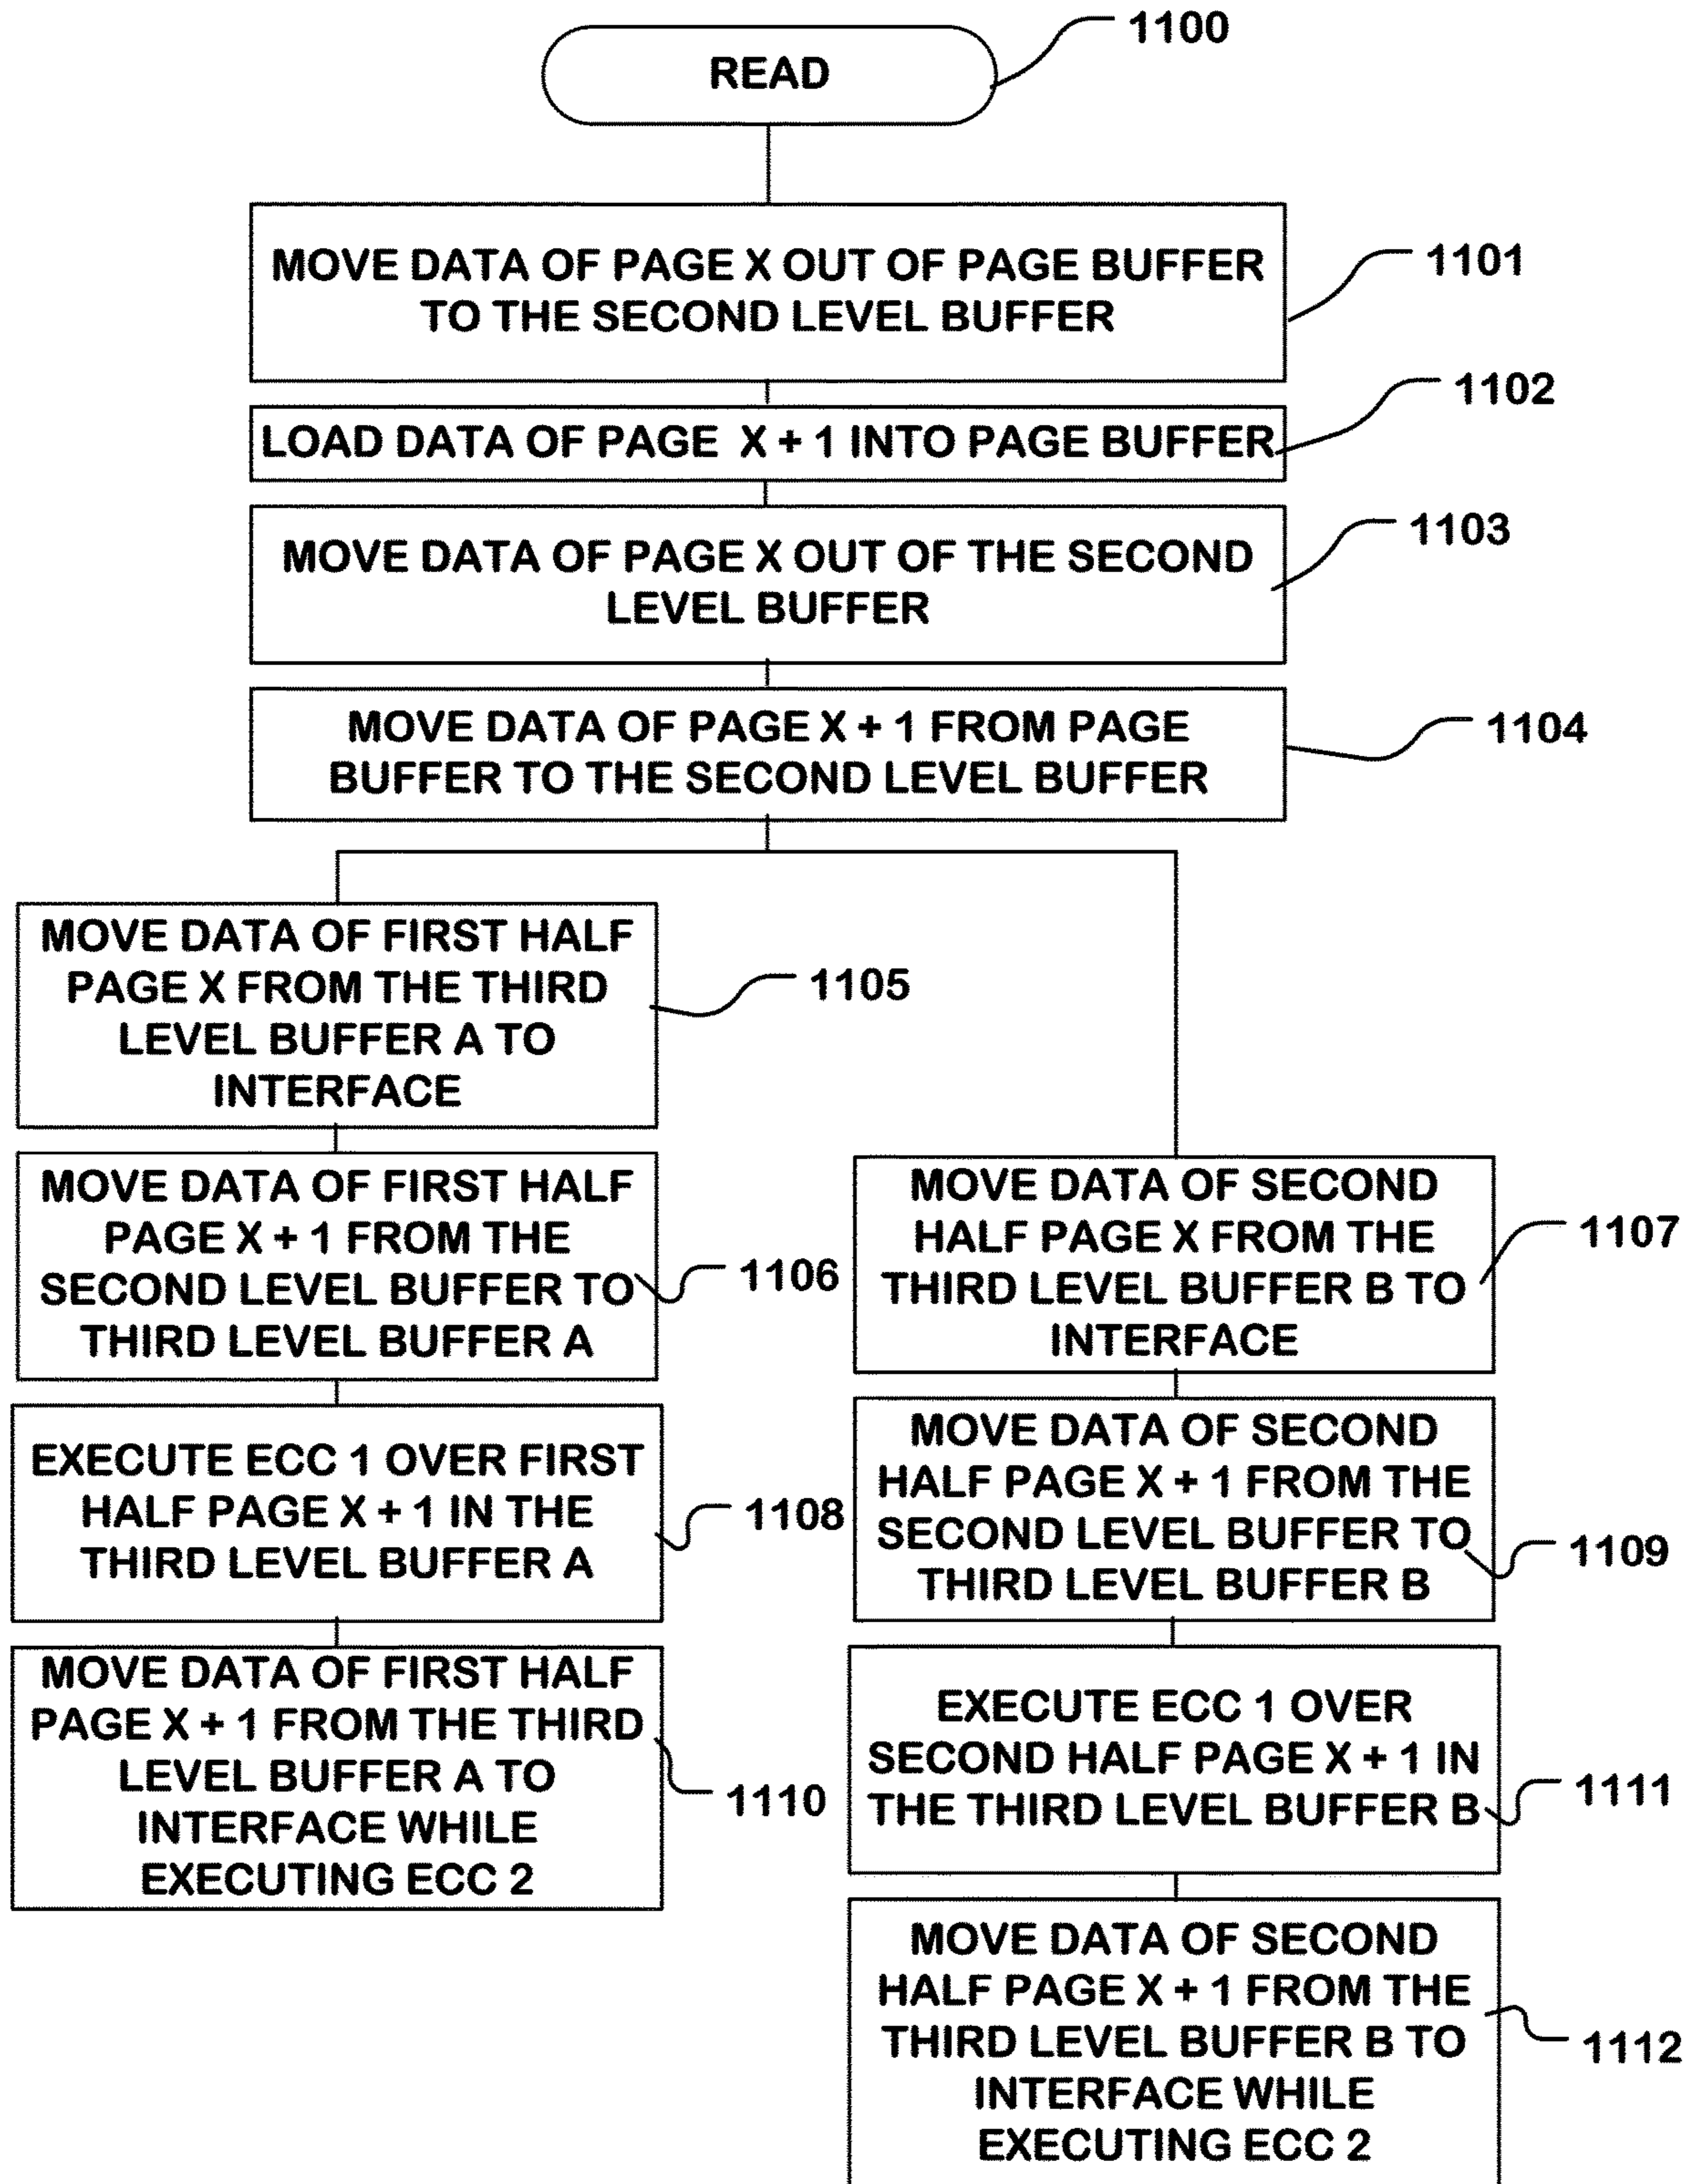 READ
1100
MOVE DATA OF PAGE X OUT OF PAGE BUFFER
TO THE SECOND LEVEL BUFFER
1101
LOAD DATA OF PAGE X + 1 INTO PAGE BUFFER
1102
MOVE DATA OF PAGE X OUT OF THE SECOND
LEVEL BUFFER
1103
MOVE DATA OF PAGE X + 1 FROM PAGE
BUFFER TO THE SECOND LEVEL BUFFER
1104
MOVE DATA OF FIRST HALF
PAGE X FROM THE THIRD
LEVEL BUFFER A TO
INTERFACE
1105
MOVE DATA OF FIRST HALF
PAGE X + 1 FROM THE
SECOND LEVEL BUFFER TO
THIRD LEVEL BUFFER A
1106
MOVE DATA OF SECOND
HALF PAGE X FROM THE
THIRD LEVEL BUFFER B TO
INTERFACE
1107
EXECUTE ECC 1 OVER FIRST
HALF PAGE X + 1 IN THE
THIRD LEVEL BUFFER A
1108
MOVE DATA OF SECOND
HALF PAGE X + 1 FROM THE
SECOND LEVEL BUFFER TO
THIRD LEVEL BUFFER B
1109
MOVE DATA OF FIRST HALF
PAGE X + 1 FROM THE THIRD
LEVEL BUFFER A TO
INTERFACE WHILE
EXECUTING ECC 2
1110
EXECUTE ECC 1 OVER
SECOND HALF PAGE X + 1 IN
THE THIRD LEVEL BUFFER B
1111
MOVE DATA OF SECOND
HALF PAGE X + 1 FROM THE
THIRD LEVEL BUFFER B TO
INTERFACE WHILE
EXECUTING ECC 2
1112